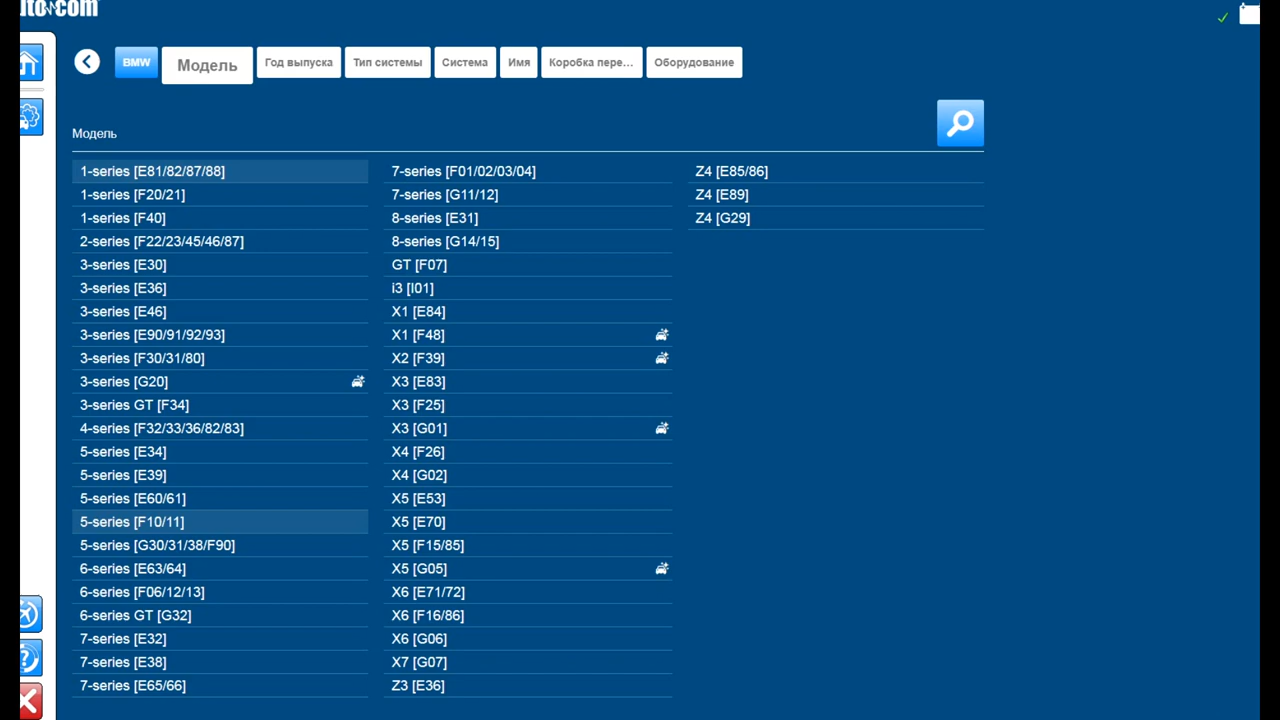 BMW
Модель
Год выпуска
Тип системы
Система
Имя
Коробка пере...
Оборудование
Модель
1-series [E81/82/87/88]
1-series [F20/21]
1-series [F40]
2-series [F22/23/45/46/87]
3-series [E30]
3-series [E36]
3-series [E46]
3-series [E90/91/92/93]
3-series [F30/31/80]
3-series [G20]
3-series GT [F34]
4-series [F32/33/36/82/83]
5-series [E34]
5-series [E39]
5-series [E60/61]
5-series [F10/11]
5-series [G30/31/38/F90]
6-series [E63/64]
6-series [F06/12/13]
6-series GT [G32]
7-series [E32]
7-series [E38]
7-series [E65/66]
7-series [F01/02/03/04]
7-series [G11/12]
8-series [E31]
8-series [G14/15]
GT [F07]
i3 [I01]
X1 [E84]
X1 [F48]
X2 [F39]
X3 [E83]
X3 [F25]
X3 [G01]
X4 [F26]
X4 [G02]
X5 [E53]
X5 [E70]
X5 [F15/85]
X5 [G05]
X6 [E71/72]
X6 [F16/86]
X6 [G06]
X7 [G07]
Z3 [E36]
Z4 [E85/86]
Z4 [E89]
Z4 [G29]